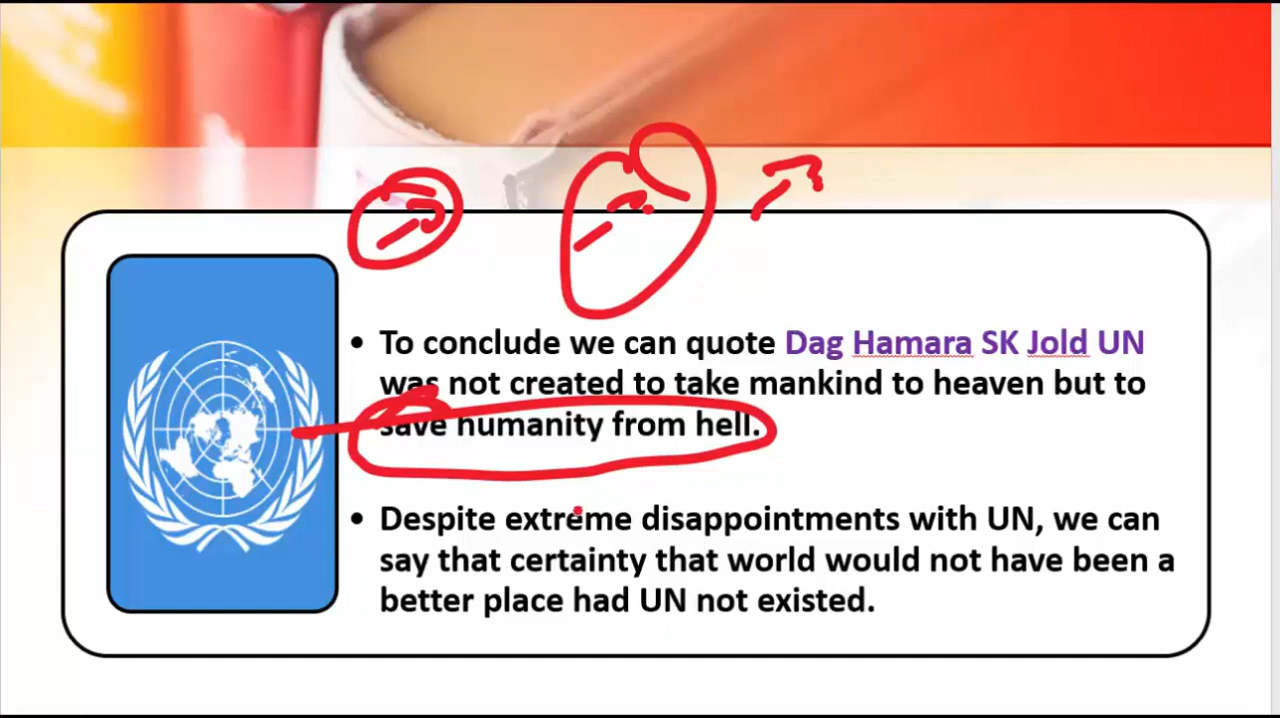 • To conclude we can quote Dag Hamara SK Jold UN
was not created to take mankind to heaven but to
save humanity from hell.
• Despite extreme disappointments with UN, we can
say that certainty that world would not have been a
better place had UN not existed.